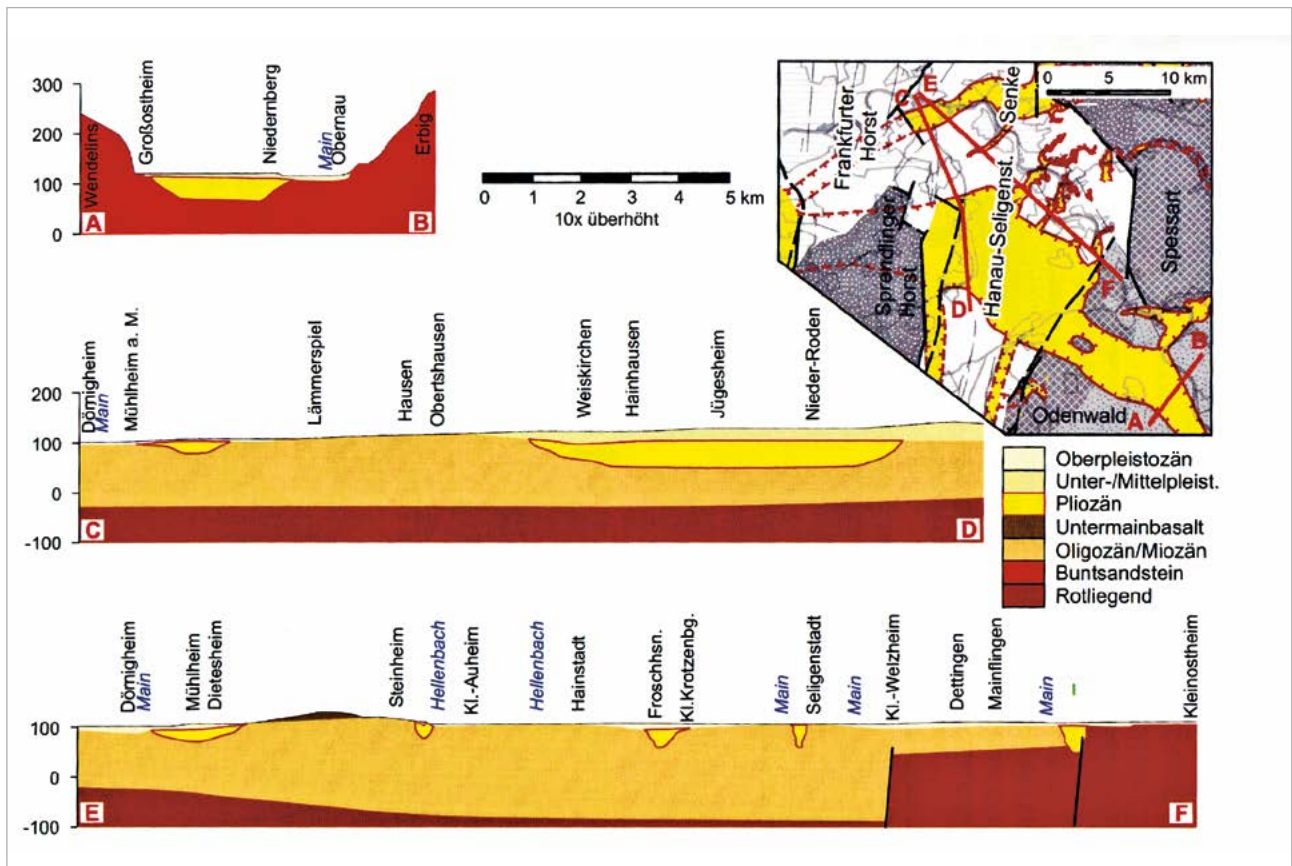 300
200
100
0
Wendelins
Großostheim
Niedernberg
Main
Obernau
Erbig
A
B
0 1 2 3 4 5 km
10x überhöht
0 5 10 km
C
E
Frankfurter
Horst
Senke
Hanau-Seligenst.
Sprendlinger
Horst
Spessart
D
F
B
A
Odenwald
200
100
0
-100
Dörnigheim
Main
Mühlheim a. M.
Lämmerspiel
Hausen
Obertshausen
Weiskirchen
Hainhausen
Jügesheim
Nieder-Roden
C
D
Oberpleistozän
Unter-/Mittelpleist.
Pliozän
Untermainbasalt
Oligozän/Miozän
Buntsandstein
Rotliegend
100
0
-100
Dörnigheim
Main
Mühlheim
Dietesheim
Steinheim
Hellenbach
Kl.-Auheim
Hellenbach
Hainstadt
Froschhsn.
Kl.Krotzenbg.
Main
Seligenstadt
Main
Kl.-Welzheim
Dettingen
Mainflingen
Main
Kleinostheim
E
F